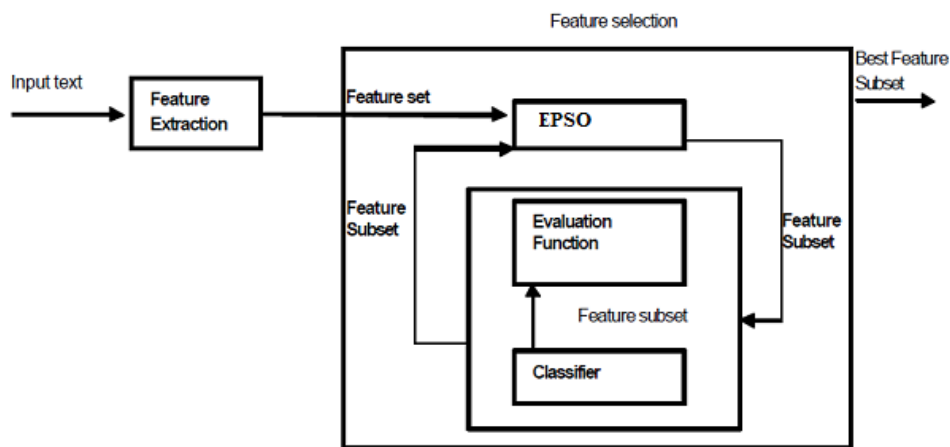 Feature selection
Input text
Feature
Extraction
Feature set
EPSO
Best Feature
Subset
Feature
Subset
Evaluation
Function
Feature
Subset
Feature subset
Classifier